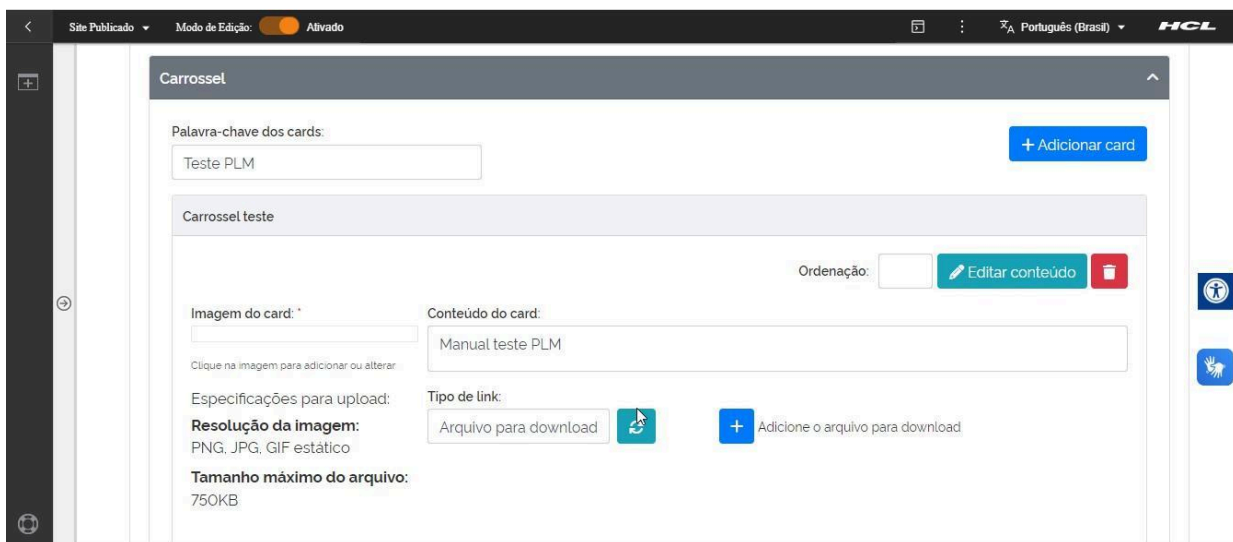 Site Publicado
Modo de Edição: Ativado
Português (Brasil)
HCL
Carrossel
Palavra-chave dos cards:
Teste PLM
+ Adicionar card
Carrossel teste
Ordenação:
Editar conteúdo
Imagem do card: *
Conteúdo do card:
Manual teste PLM
Clique na imagem para adicionar ou alterar
Especificações para upload:
Tipo de link:
Resolução da imagem:
Arquivo para download
+ Adicione o arquivo para download
PNG, JPG, GIF estático
Tamanho máximo do arquivo:
750KB